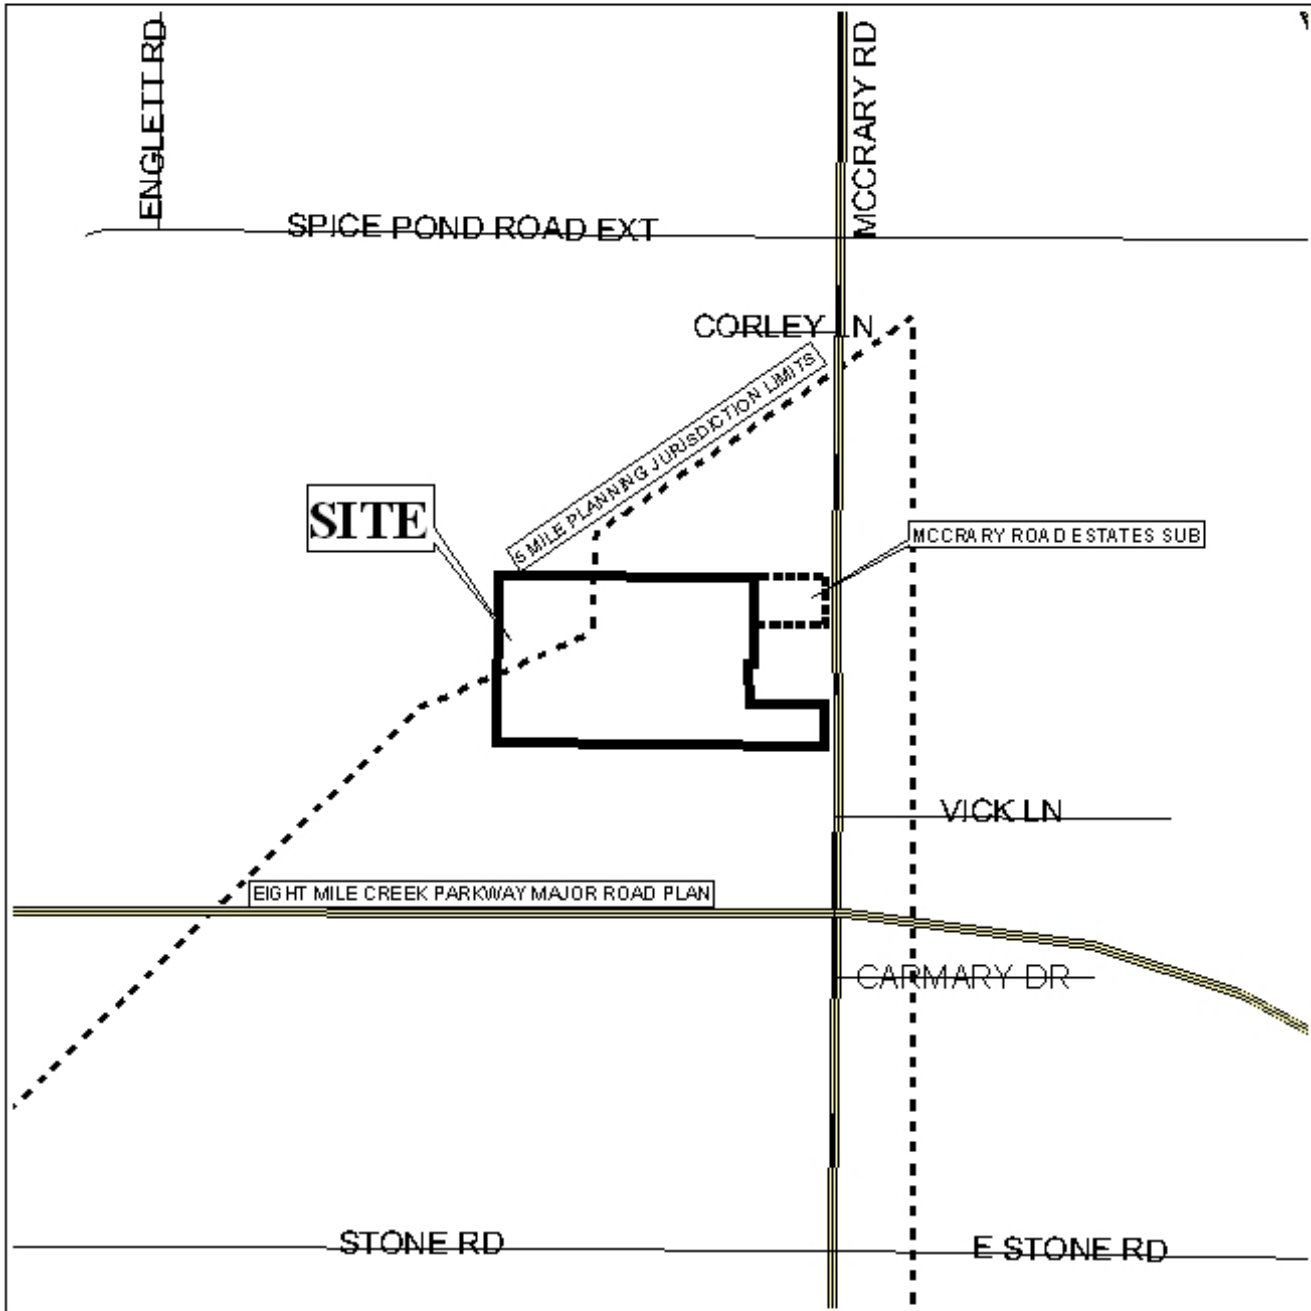 ENGLETT RD
MCCRARY RD
SPICE POND ROAD EXT
CORLEY LN
5 MILE PLANNING JURISDICTION LIMITS
SITE
MCCRARY ROAD ESTATES SUB
VICK LN
EIGHT MILE CREEK PARKWAY MAJOR ROAD PLAN
CARMARY DR
STONE RD
E STONE RD